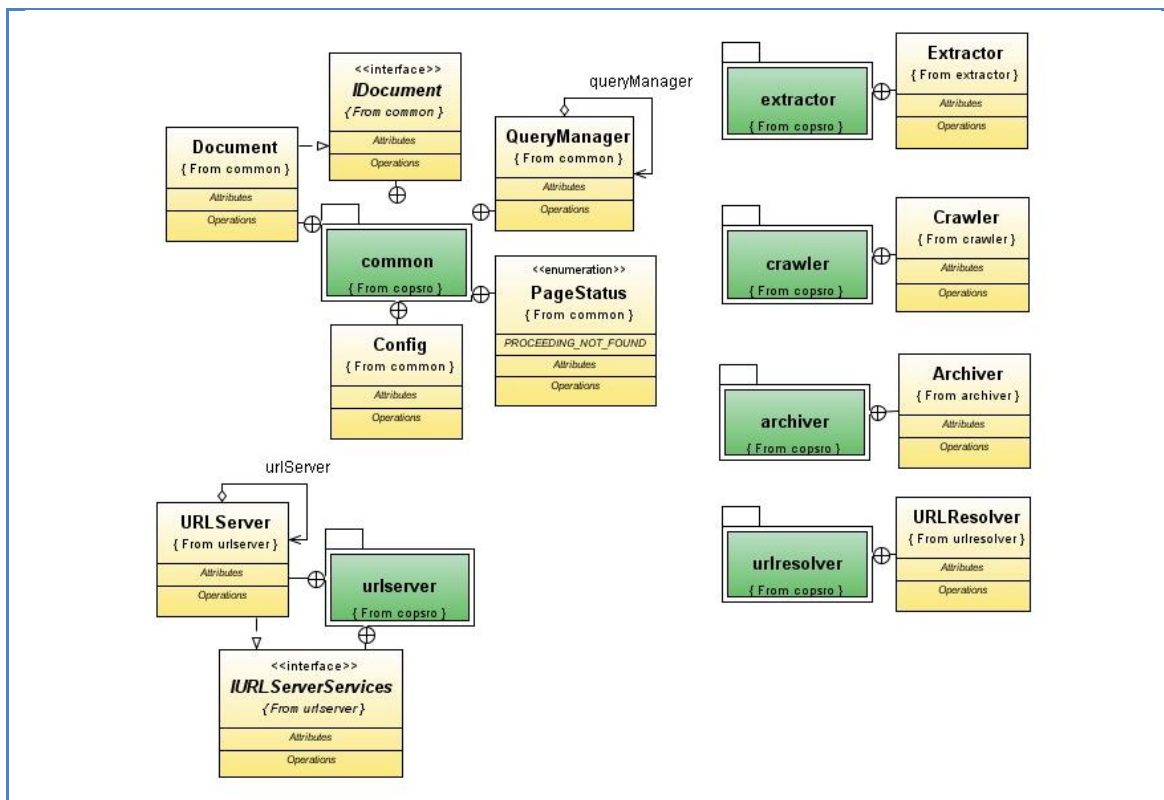 <<interface>>
IDocument
{ From common }
Attributes
Operations
Document
{ From common }
Attributes
Operations
queryManager
QueryManager
{ From common }
Attributes
Operations
common
{ From copsro }
<<enumeration>>
PageStatus
{ From common }
PROCEEDING_NOT_FOUND
Attributes
Operations
Config
{ From common }
Attributes
Operations
urlServer
URLServer
{ From urlserver }
Attributes
Operations
urlserver
{ From copsro }
<<interface>>
IURLServerServices
{ From urlserver }
Attributes
Operations
extractor
{ From copsro }
Extractor
{ From extractor }
Attributes
Operations
crawler
{ From copsro }
Crawler
{ From crawler }
Attributes
Operations
archiver
{ From copsro }
Archiver
{ From archiver }
Attributes
Operations
urlresolver
{ From copsro }
URLResolver
{ From urlresolver }
Attributes
Operations